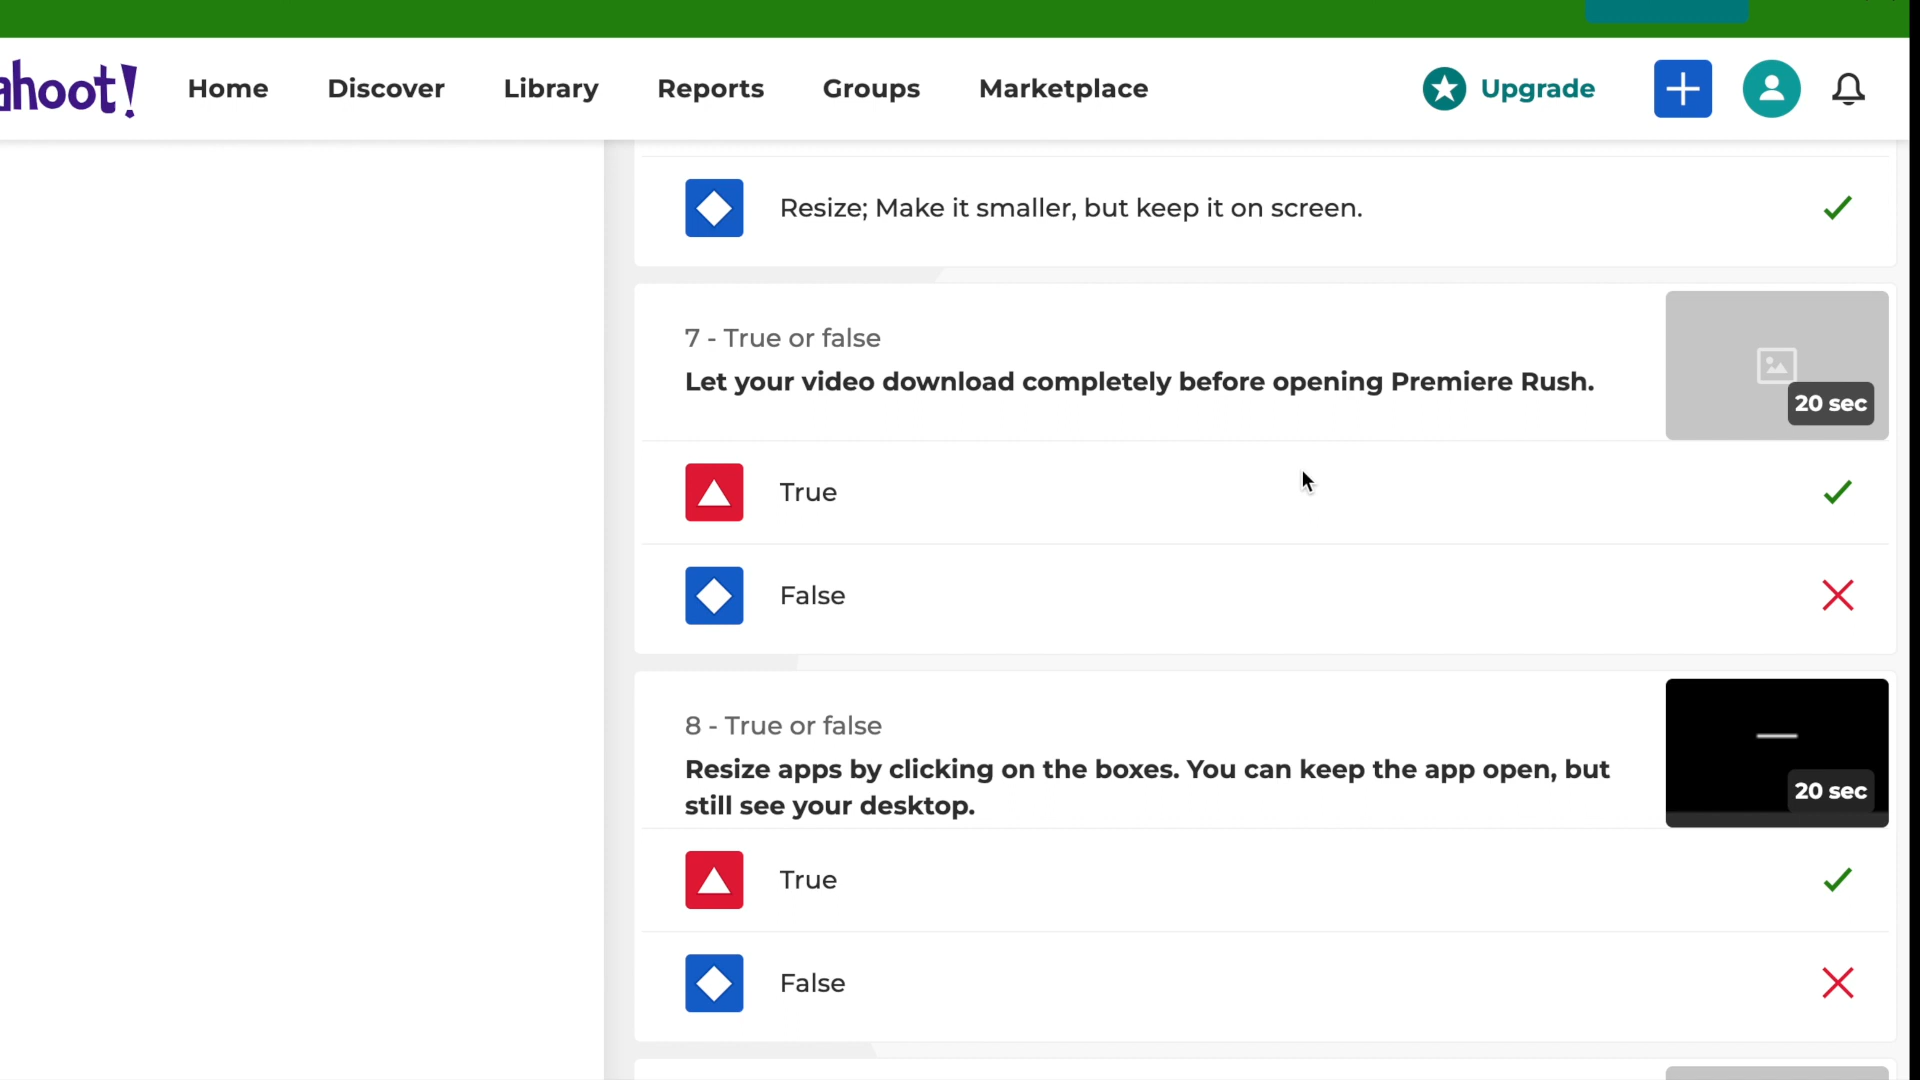 ahoot!
Home Discover Library Reports Groups Marketplace Upgrade
Resize; Make it smaller, but keep it on screen.
7 - True or false
Let your video download completely before opening Premiere Rush.
20 sec
True
False
8 - True or false
Resize apps by clicking on the boxes. You can keep the app open, but
still see your desktop.
20 sec
True
False